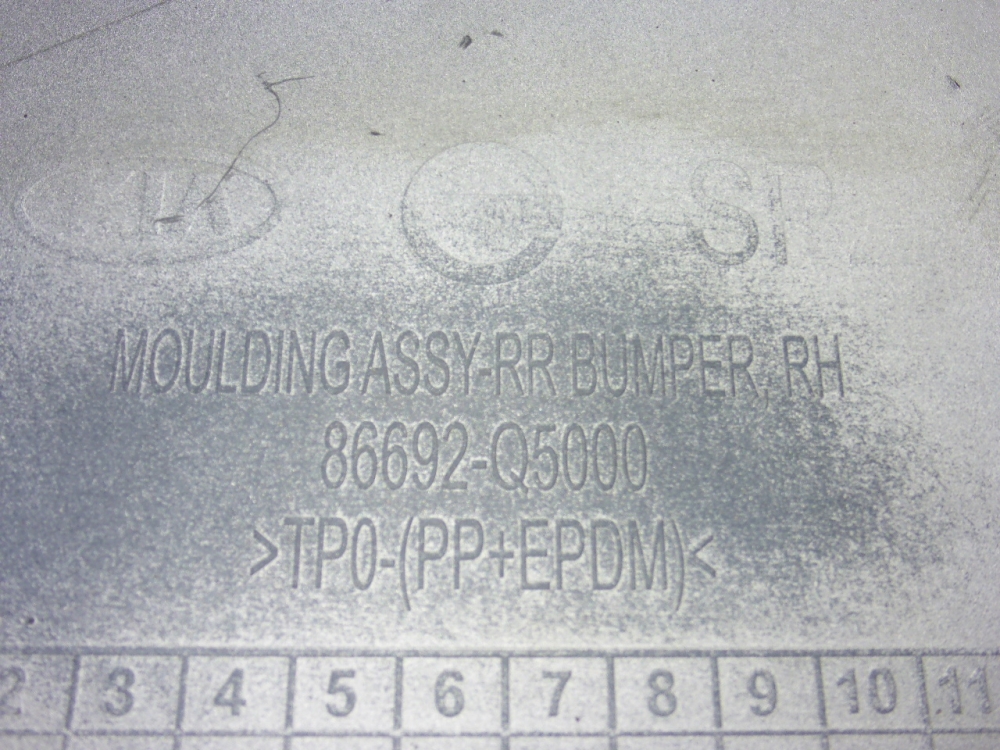 SP
MOULDING ASSY-RR BUMPER, RH
86692-Q5000
>TPO-(PP+EPDM)<
2 3 4 5 6 7 8 9 10 11